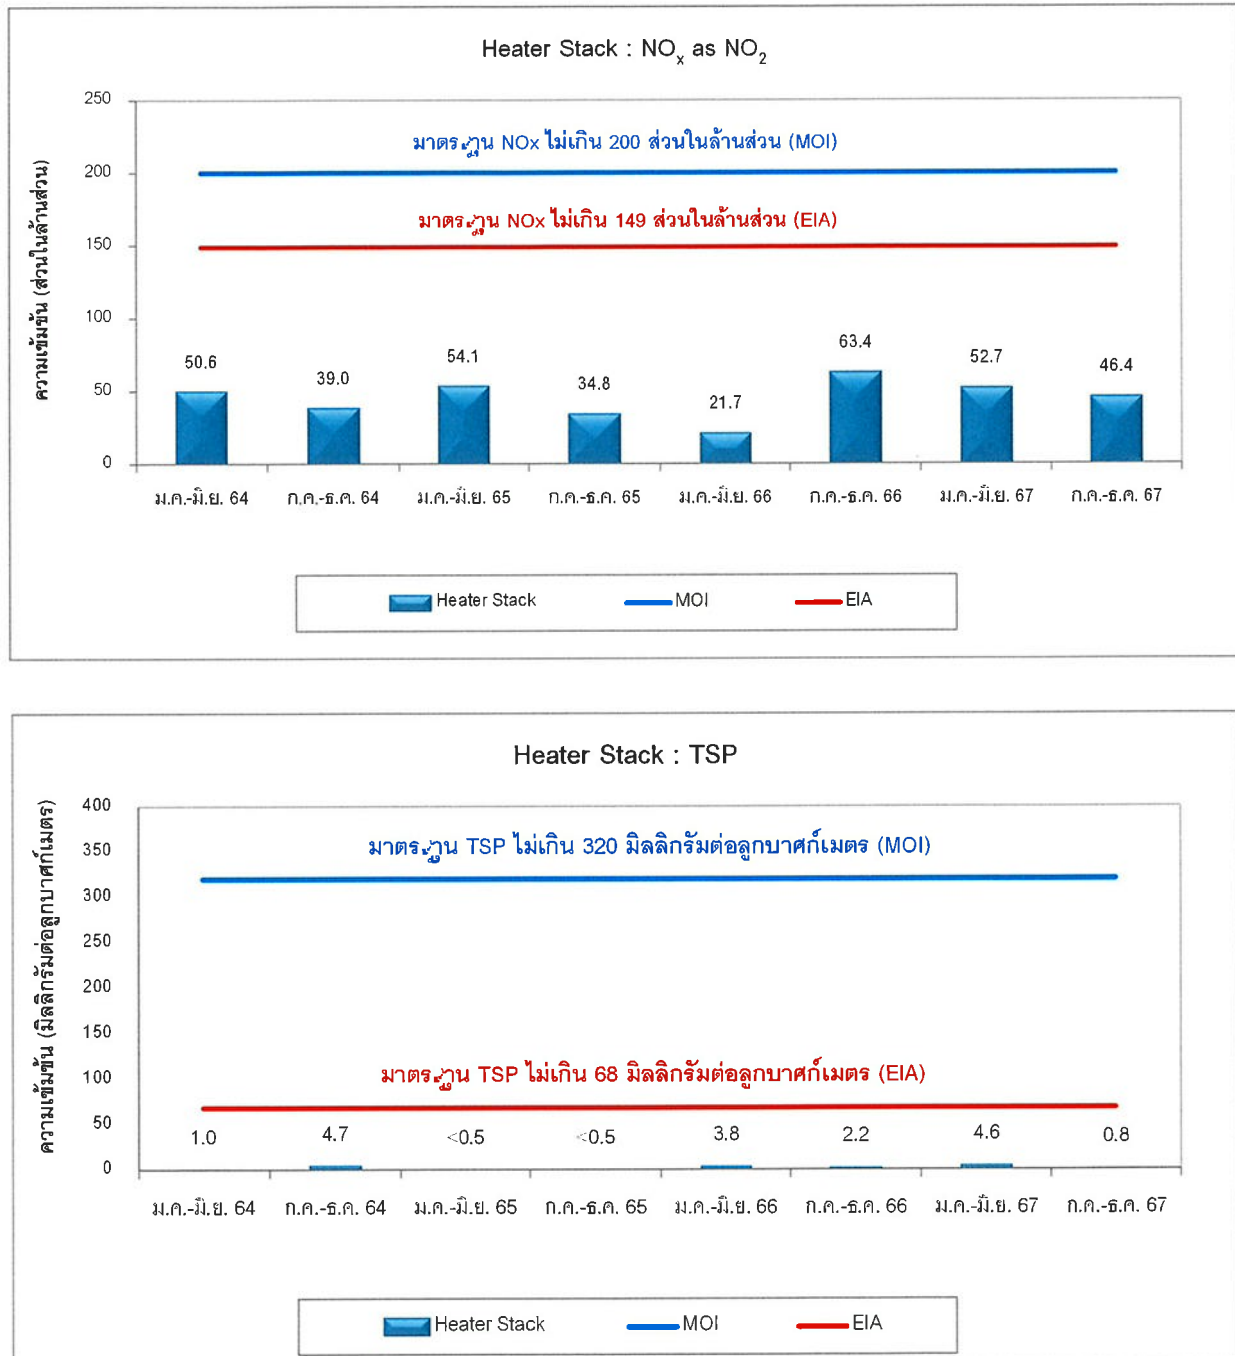 Heater Stack : NOx as NO2
ความเข้มข้น (ส่วนในล้านส่วน)
250
200
150
100
50
0
มาตรฐาน NOx ไม่เกิน 200 ส่วนในล้านส่วน (MOI)
มาตรฐาน NOx ไม่เกิน 149 ส่วนในล้านส่วน (EIA)
50.6 39.0 54.1 34.8 21.7 63.4 52.7 46.4
ม.ค.-มิ.ย. 64 ก.ค.-ธ.ค. 64 ม.ค.-มิ.ย. 65 ก.ค.-ธ.ค. 65 ม.ค.-มิ.ย. 66 ก.ค.-ธ.ค. 66 ม.ค.-มิ.ย. 67 ก.ค.-ธ.ค. 67
Heater Stack MOI EIA
Heater Stack : TSP
ความเข้มข้น (มิลลิกรัมต่อลูกบาศก์เมตร)
400
350
300
250
200
150
100
50
0
มาตรฐาน TSP ไม่เกิน 320 มิลลิกรัมต่อลูกบาศก์เมตร (MOI)
มาตรฐาน TSP ไม่เกิน 68 มิลลิกรัมต่อลูกบาศก์เมตร (EIA)
1.0 4.7 <0.5 <0.5 3.8 2.2 4.6 0.8
ม.ค.-มิ.ย. 64 ก.ค.-ธ.ค. 64 ม.ค.-มิ.ย. 65 ก.ค.-ธ.ค. 65 ม.ค.-มิ.ย. 66 ก.ค.-ธ.ค. 66 ม.ค.-มิ.ย. 67 ก.ค.-ธ.ค. 67
Heater Stack MOI EIA